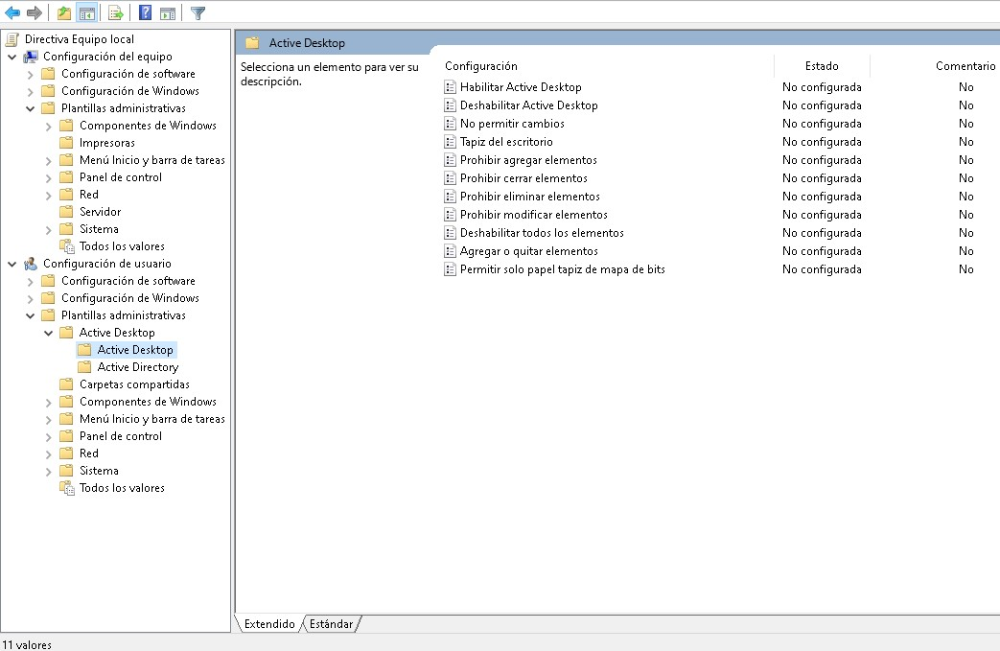 Directiva Equipo local
Configuración del equipo
Configuración de software
Configuración de Windows
Plantillas administrativas
Componentes de Windows
Impresoras
Menú Inicio y barra de tareas
Panel de control
Red
Servidor
Sistema
Todos los valores
Configuración de usuario
Configuración de software
Configuración de Windows
Plantillas administrativas
Active Desktop
Active Desktop
Active Directory
Carpetas compartidas
Componentes de Windows
Menú Inicio y barra de tareas
Panel de control
Red
Sistema
Todos los valores
Active Desktop
Selecciona un elemento para ver su
descripción.
Configuración Estado Comentario
Habilitar Active Desktop No configurada No
Deshabilitar Active Desktop No configurada No
No permitir cambios No configurada No
Tapiz del escritorio No configurada No
Prohibir agregar elementos No configurada No
Prohibir cerrar elementos No configurada No
Prohibir eliminar elementos No configurada No
Prohibir modificar elementos No configurada No
Deshabilitar todos los elementos No configurada No
Agregar o quitar elementos No configurada No
Permitir solo papel tapiz de mapa de bits No configurada No
Extendido Estándar
11 valores